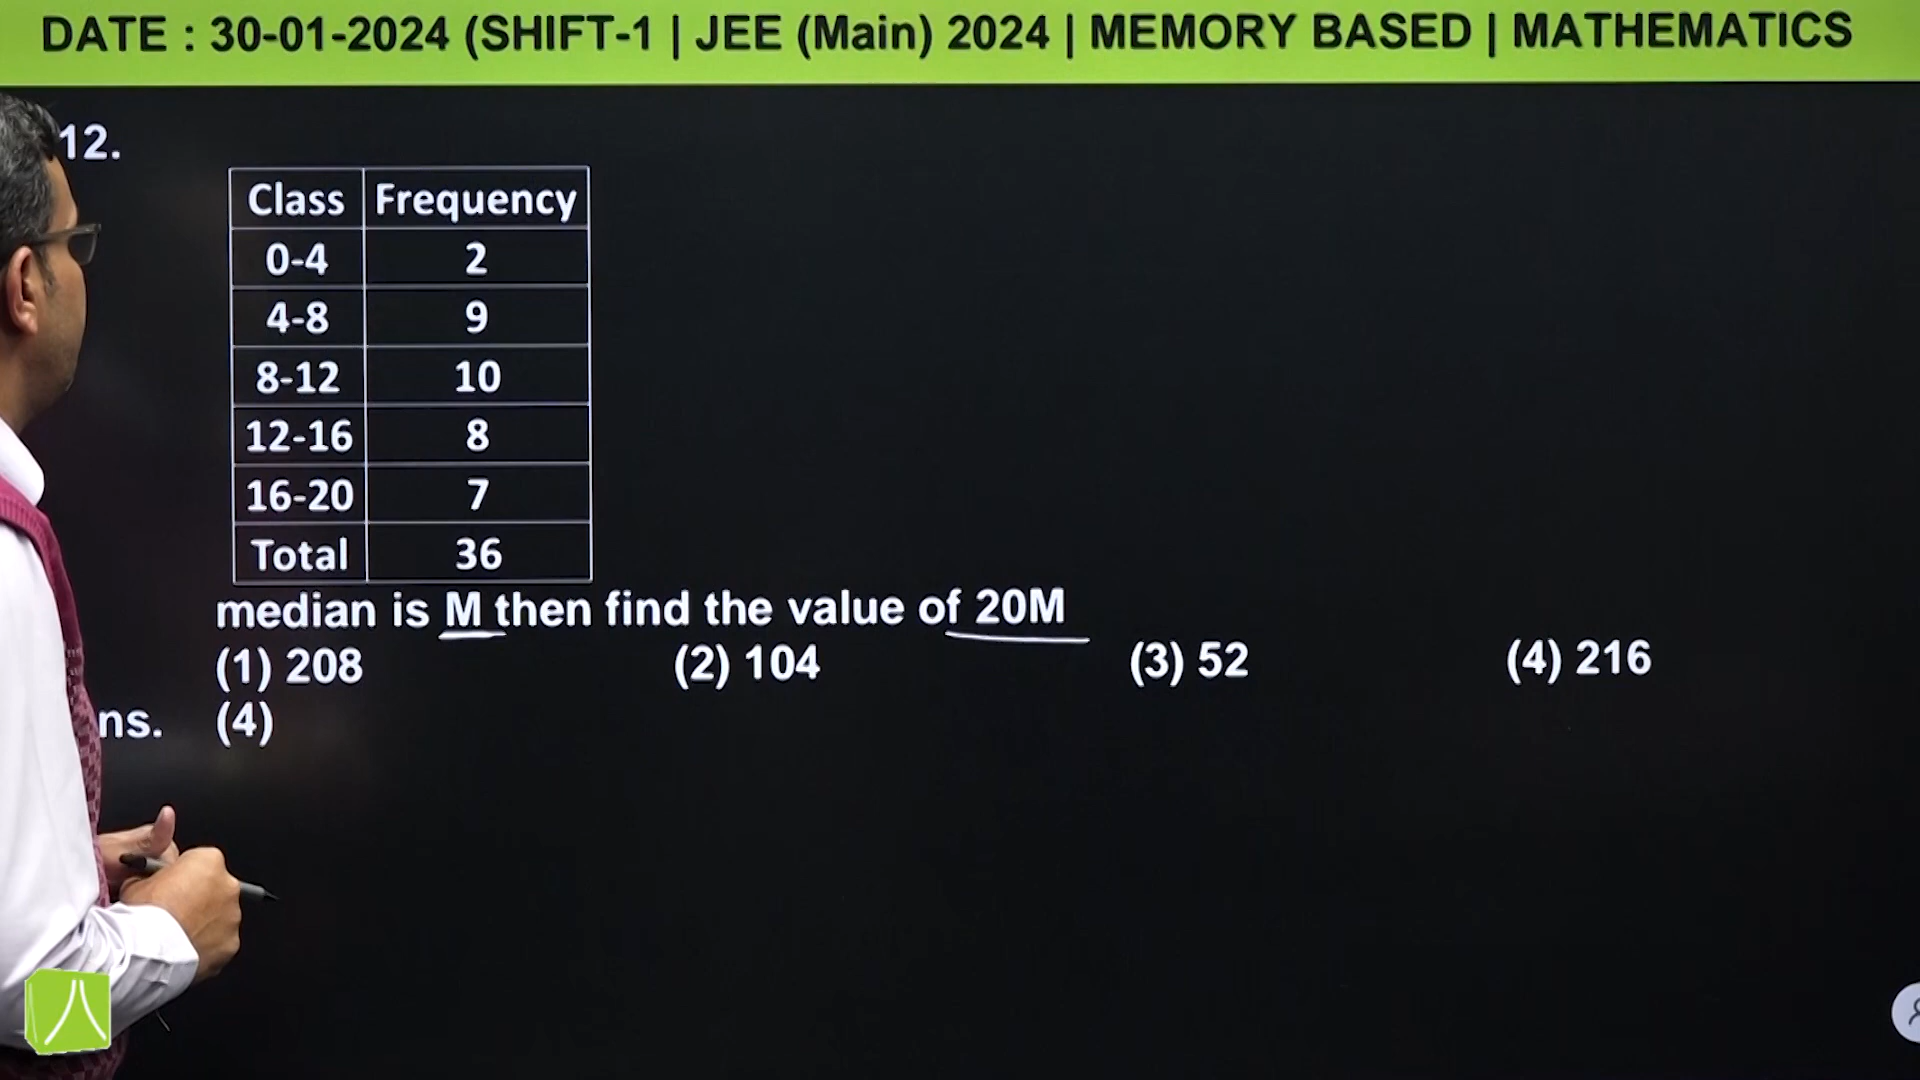 DATE : 30-01-2024 (SHIFT-1 | JEE (Main) 2024 | MEMORY BASED | MATHEMATICS
12.
Class Frequency
0-4 2
4-8 9
8-12 10
12-16 8
16-20 7
Total 36
median is M then find the value of 20M
(1) 208 (2) 104 (3) 52 (4) 216
ns. (4)